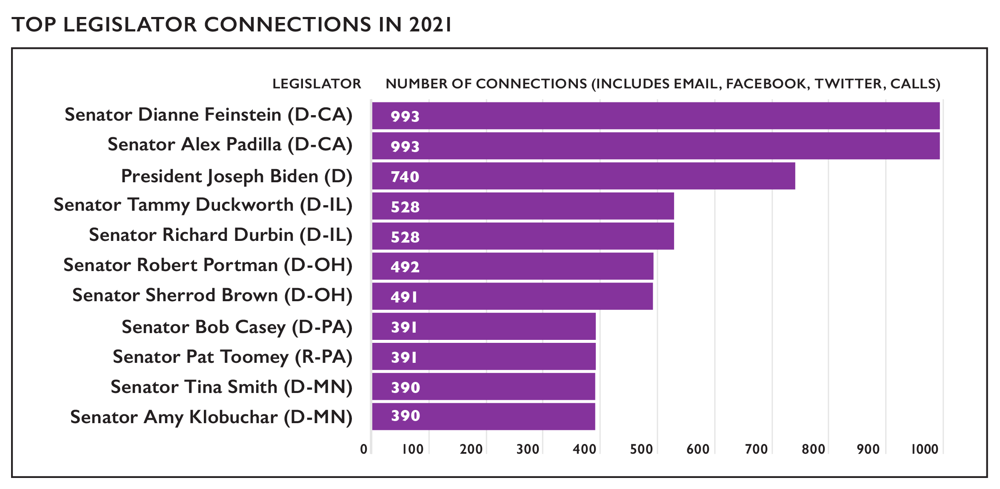 TOP LEGISLATOR CONNECTIONS IN 2021
LEGISLATOR NUMBER OF CONNECTIONS (INCLUDES EMAIL, FACEBOOK, TWITTER, CALLS)
Senator Dianne Feinstein (D-CA) 993
Senator Alex Padilla (D-CA) 993
President Joseph Biden (D) 740
Senator Tammy Duckworth (D-IL) 528
Senator Richard Durbin (D-IL) 528
Senator Robert Portman (D-OH) 492
Senator Sherrod Brown (D-OH) 491
Senator Bob Casey (D-PA) 391
Senator Pat Toomey (R-PA) 391
Senator Tina Smith (D-MN) 390
Senator Amy Klobuchar (D-MN) 390
0 100 200 300 400 500 600 700 800 900 1000